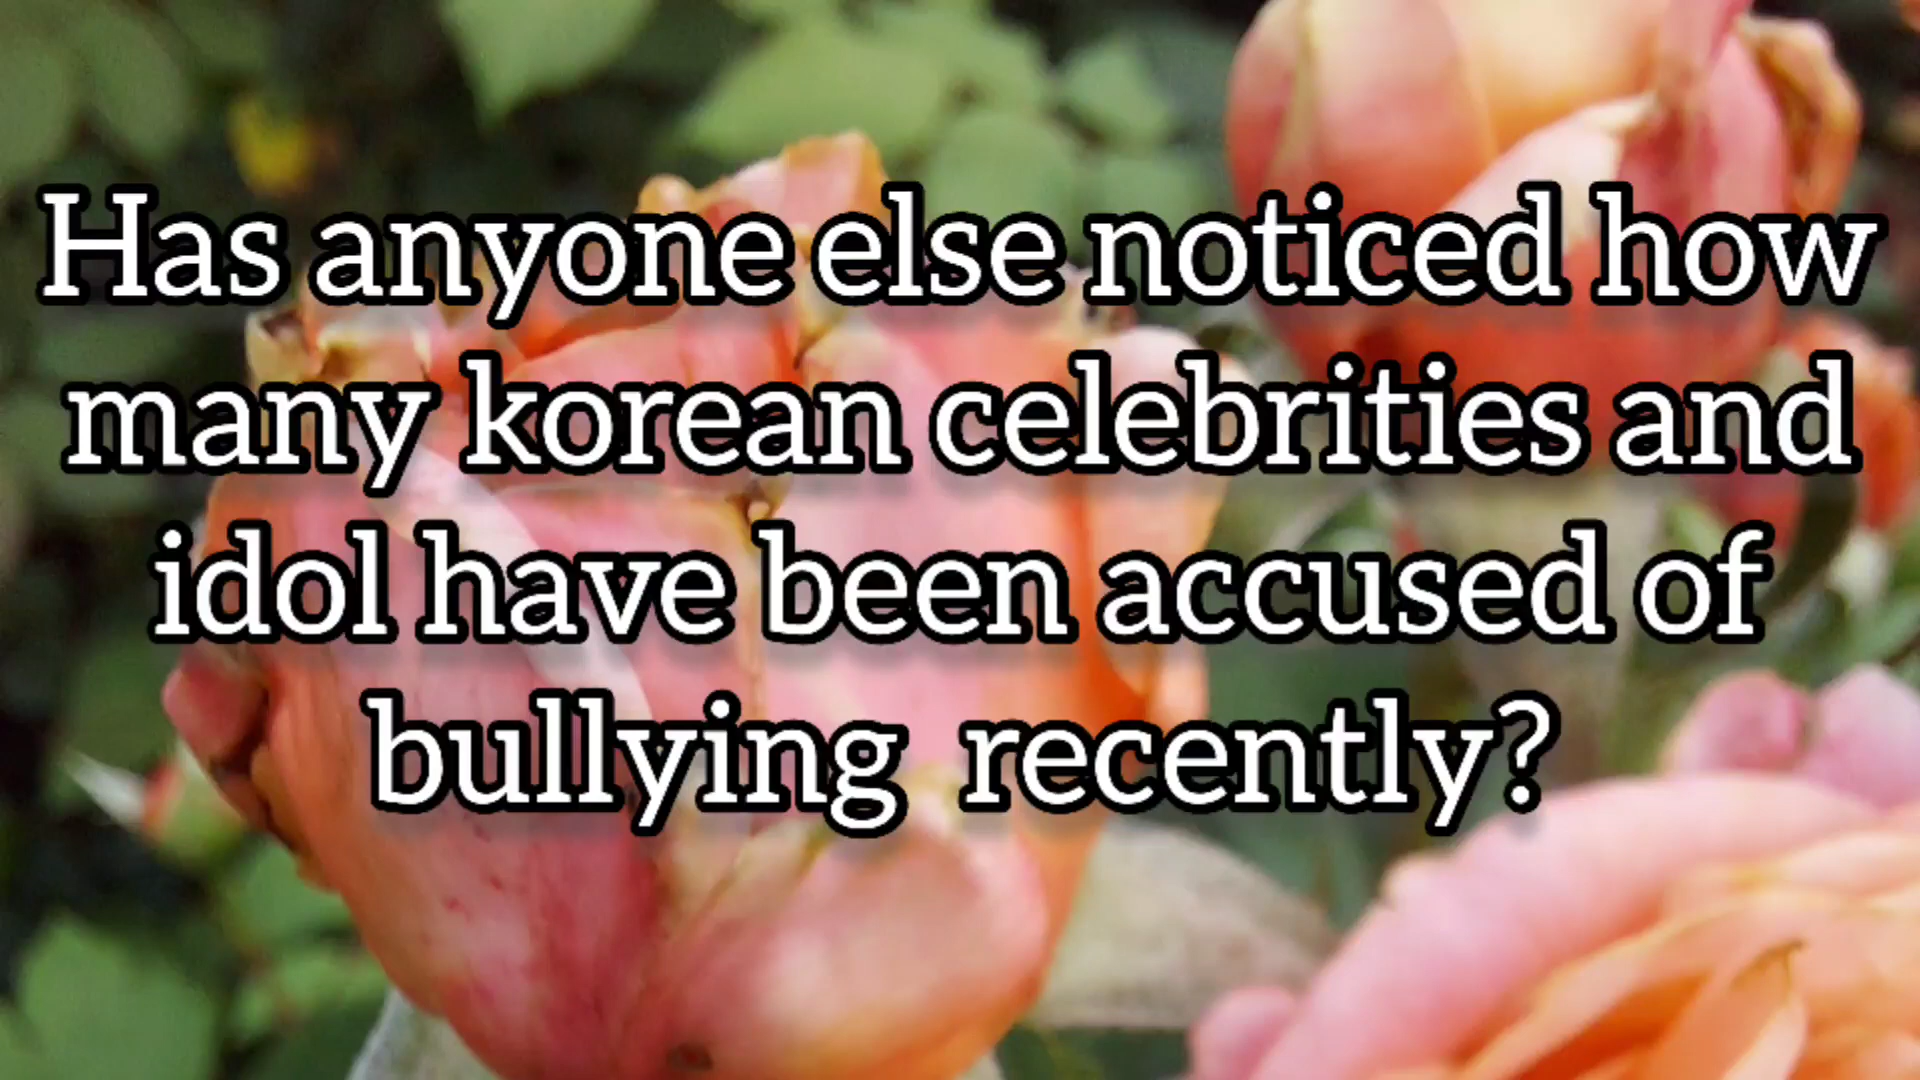 Has anyone else noticed how
many korean celebrities and
idol have been accused of
bullying  recently?